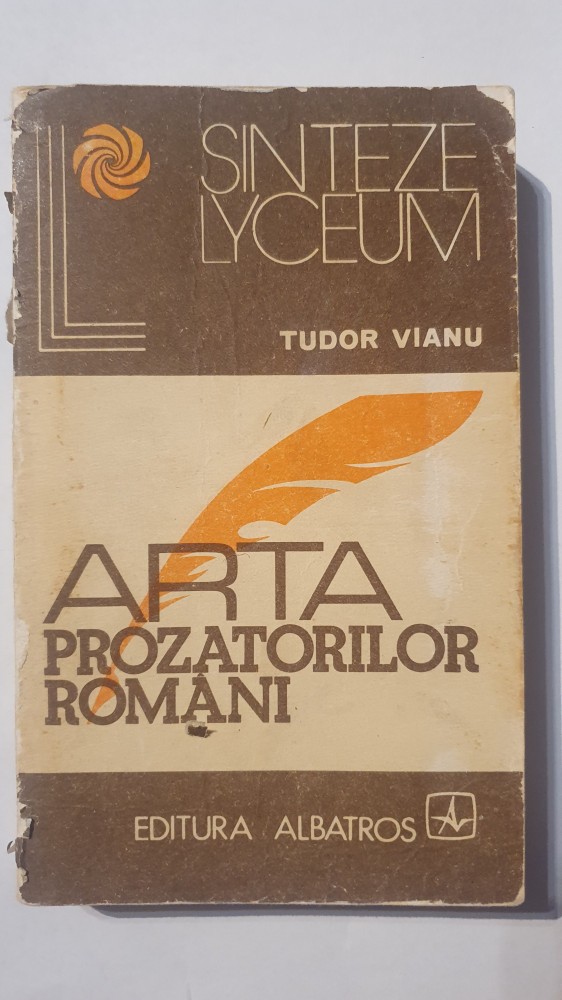 SINTEZE
LYCEUM
TUDOR VIANU
ARTA
PROZATORILOR
ROMÂNI
EDITURA ALBATROS